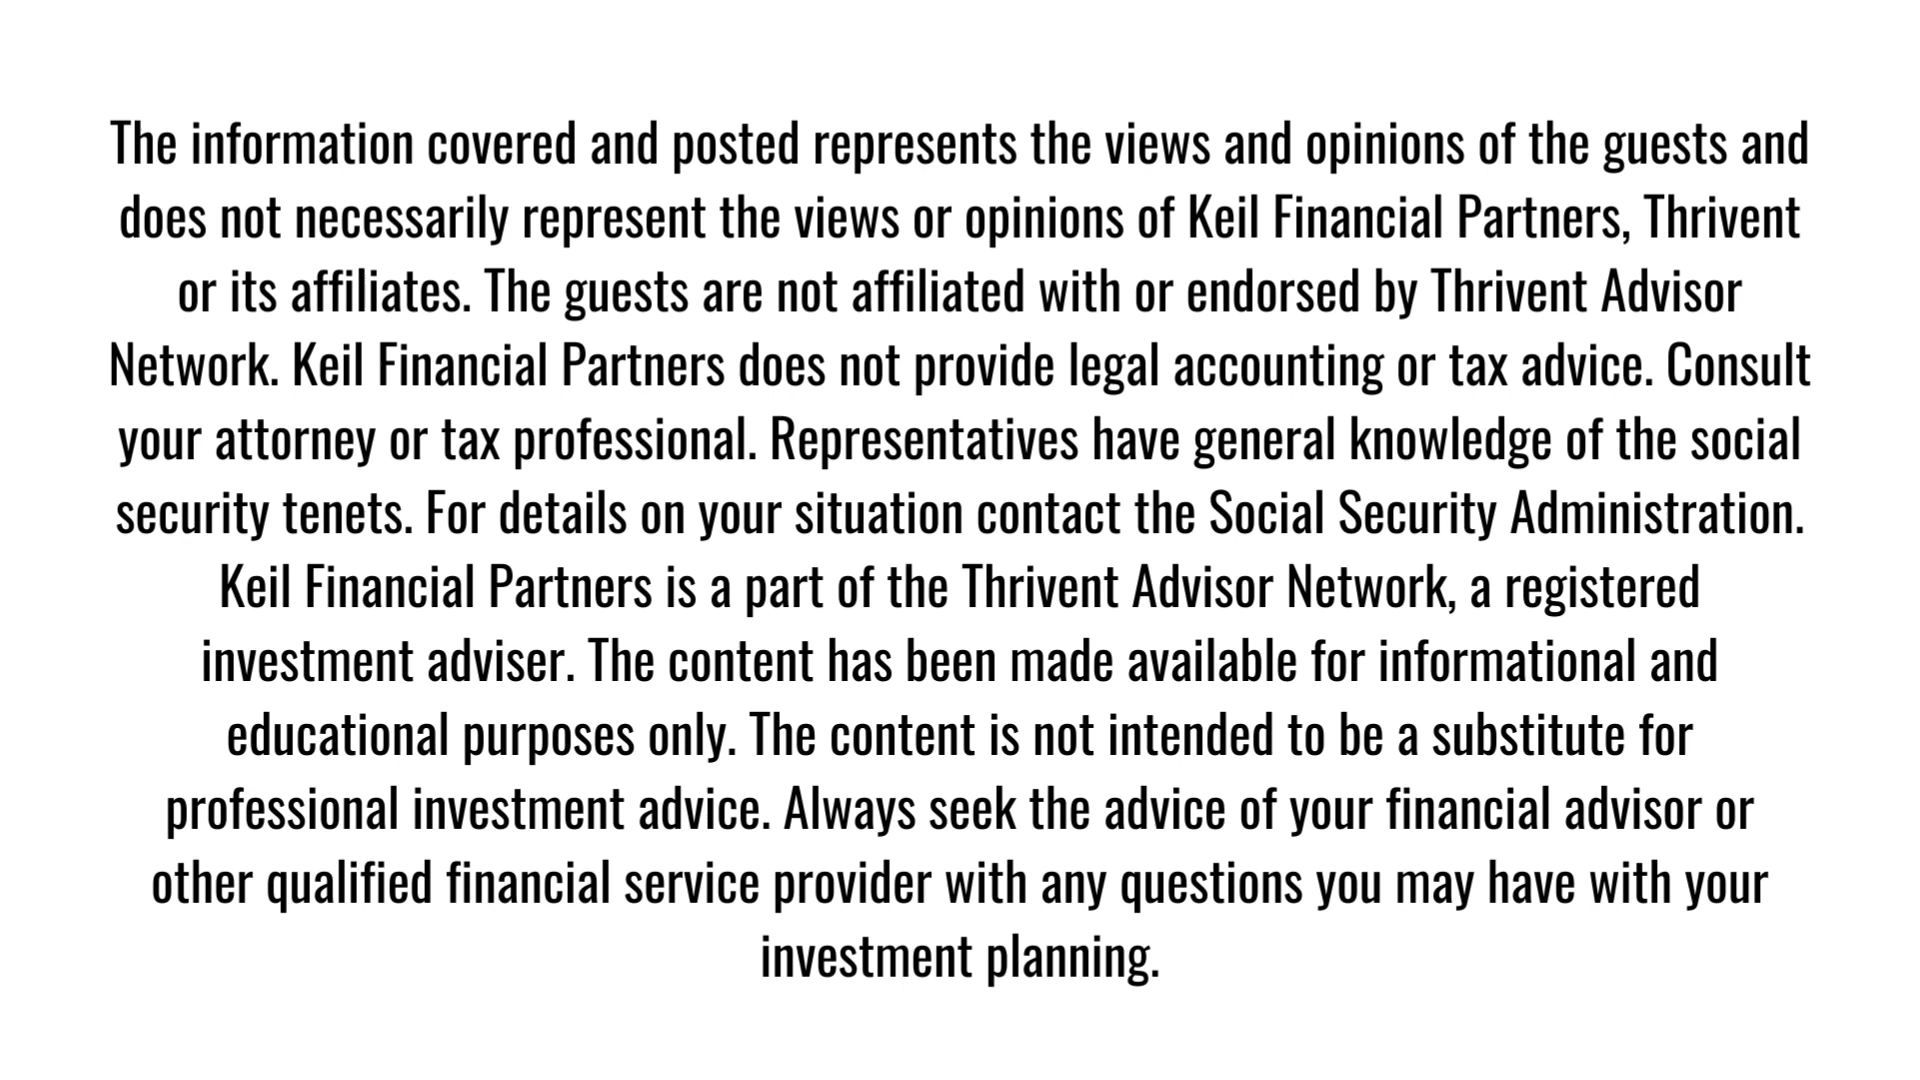 The information covered and posted represents the views and opinions of the guests and
does not necessarily represent the views or opinions of Keil Financial Partners, Thrivent
or its affiliates. The guests are not affiliated with or endorsed by Thrivent Advisor
Network. Keil Financial Partners does not provide legal accounting or tax advice. Consult
your attorney or tax professional. Representatives have general knowledge of the social
security tenets. For details on your situation contact the Social Security Administration.
Keil Financial Partners is a part of the Thrivent Advisor Network, a registered
investment adviser. The content has been made available for informational and
educational purposes only. The content is not intended to be a substitute for
professional investment advice. Always seek the advice of your financial advisor or
other qualified financial service provider with any questions you may have with your
investment planning.